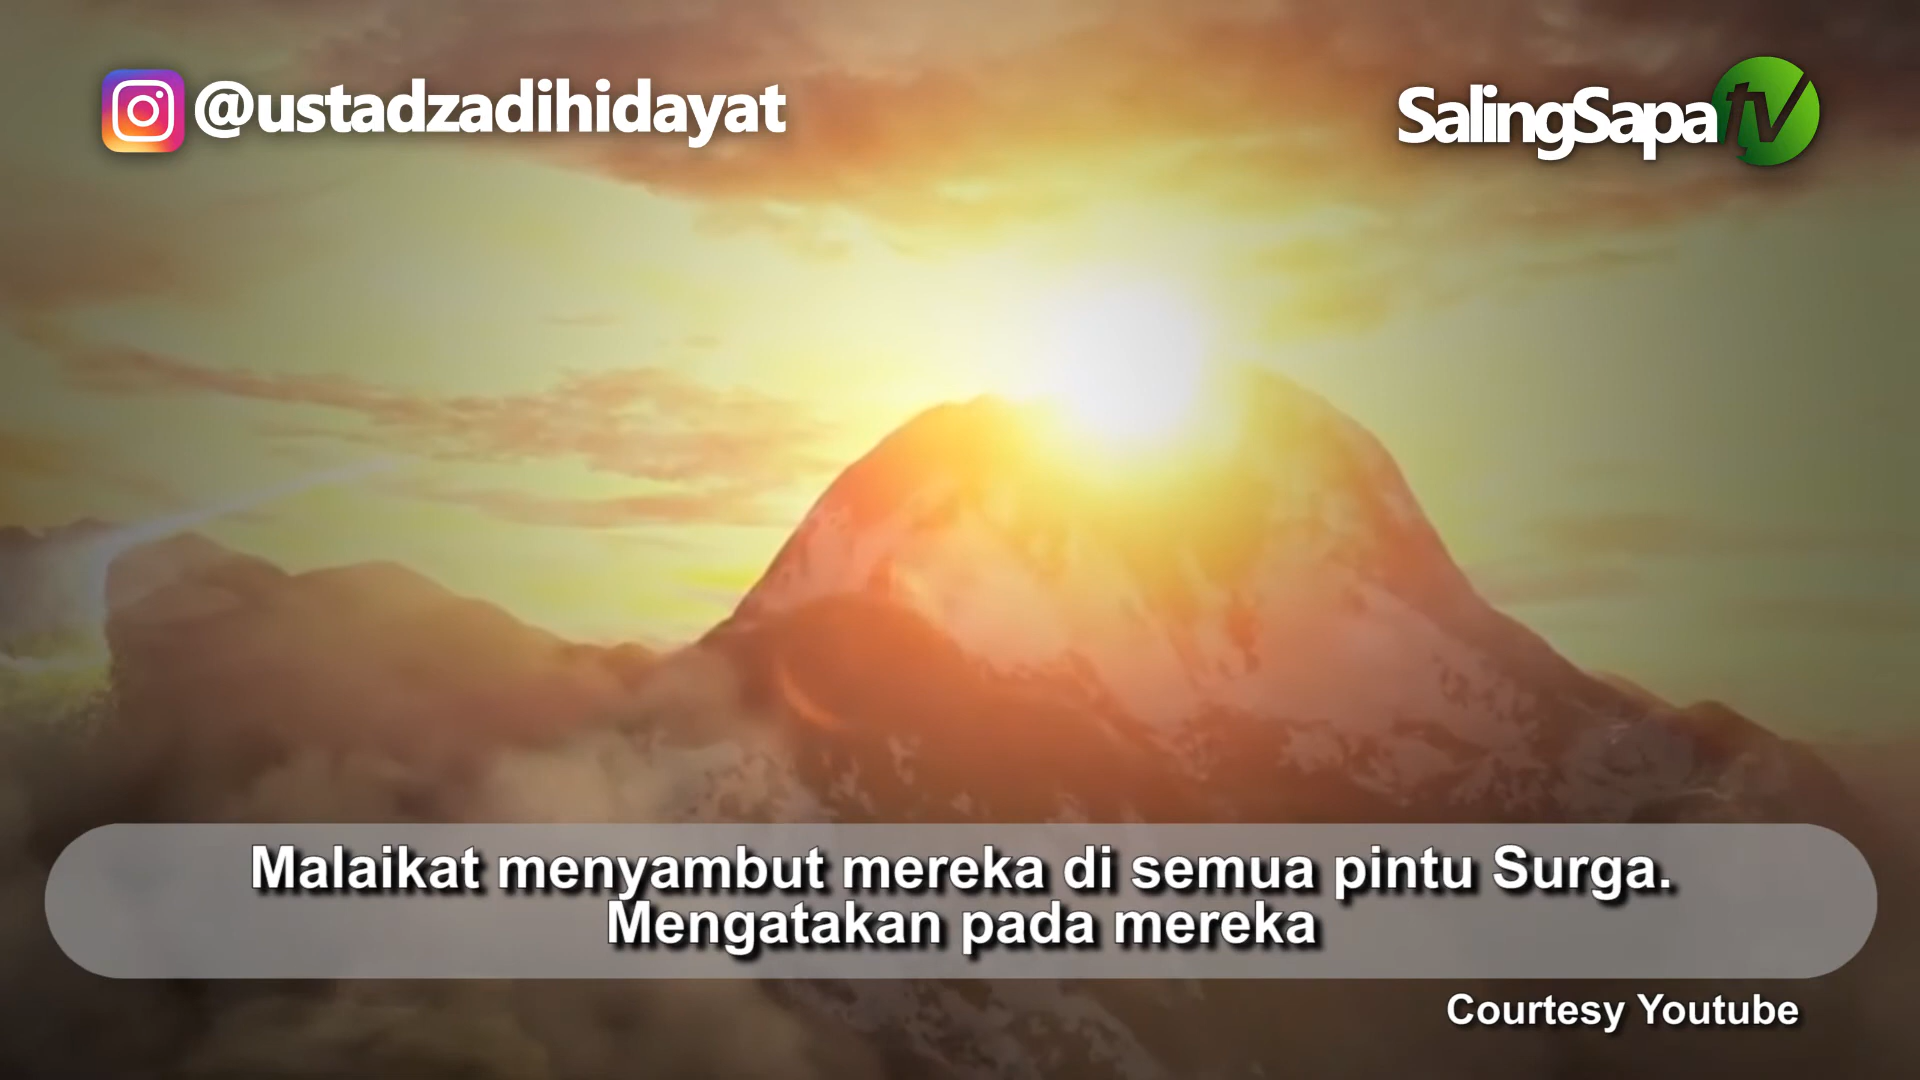 @ustadzadihidayat
SalingSapa tv
Malaikat menyambut mereka di semua pintu Surga.
Mengatakan pada mereka
Courtesy Youtube